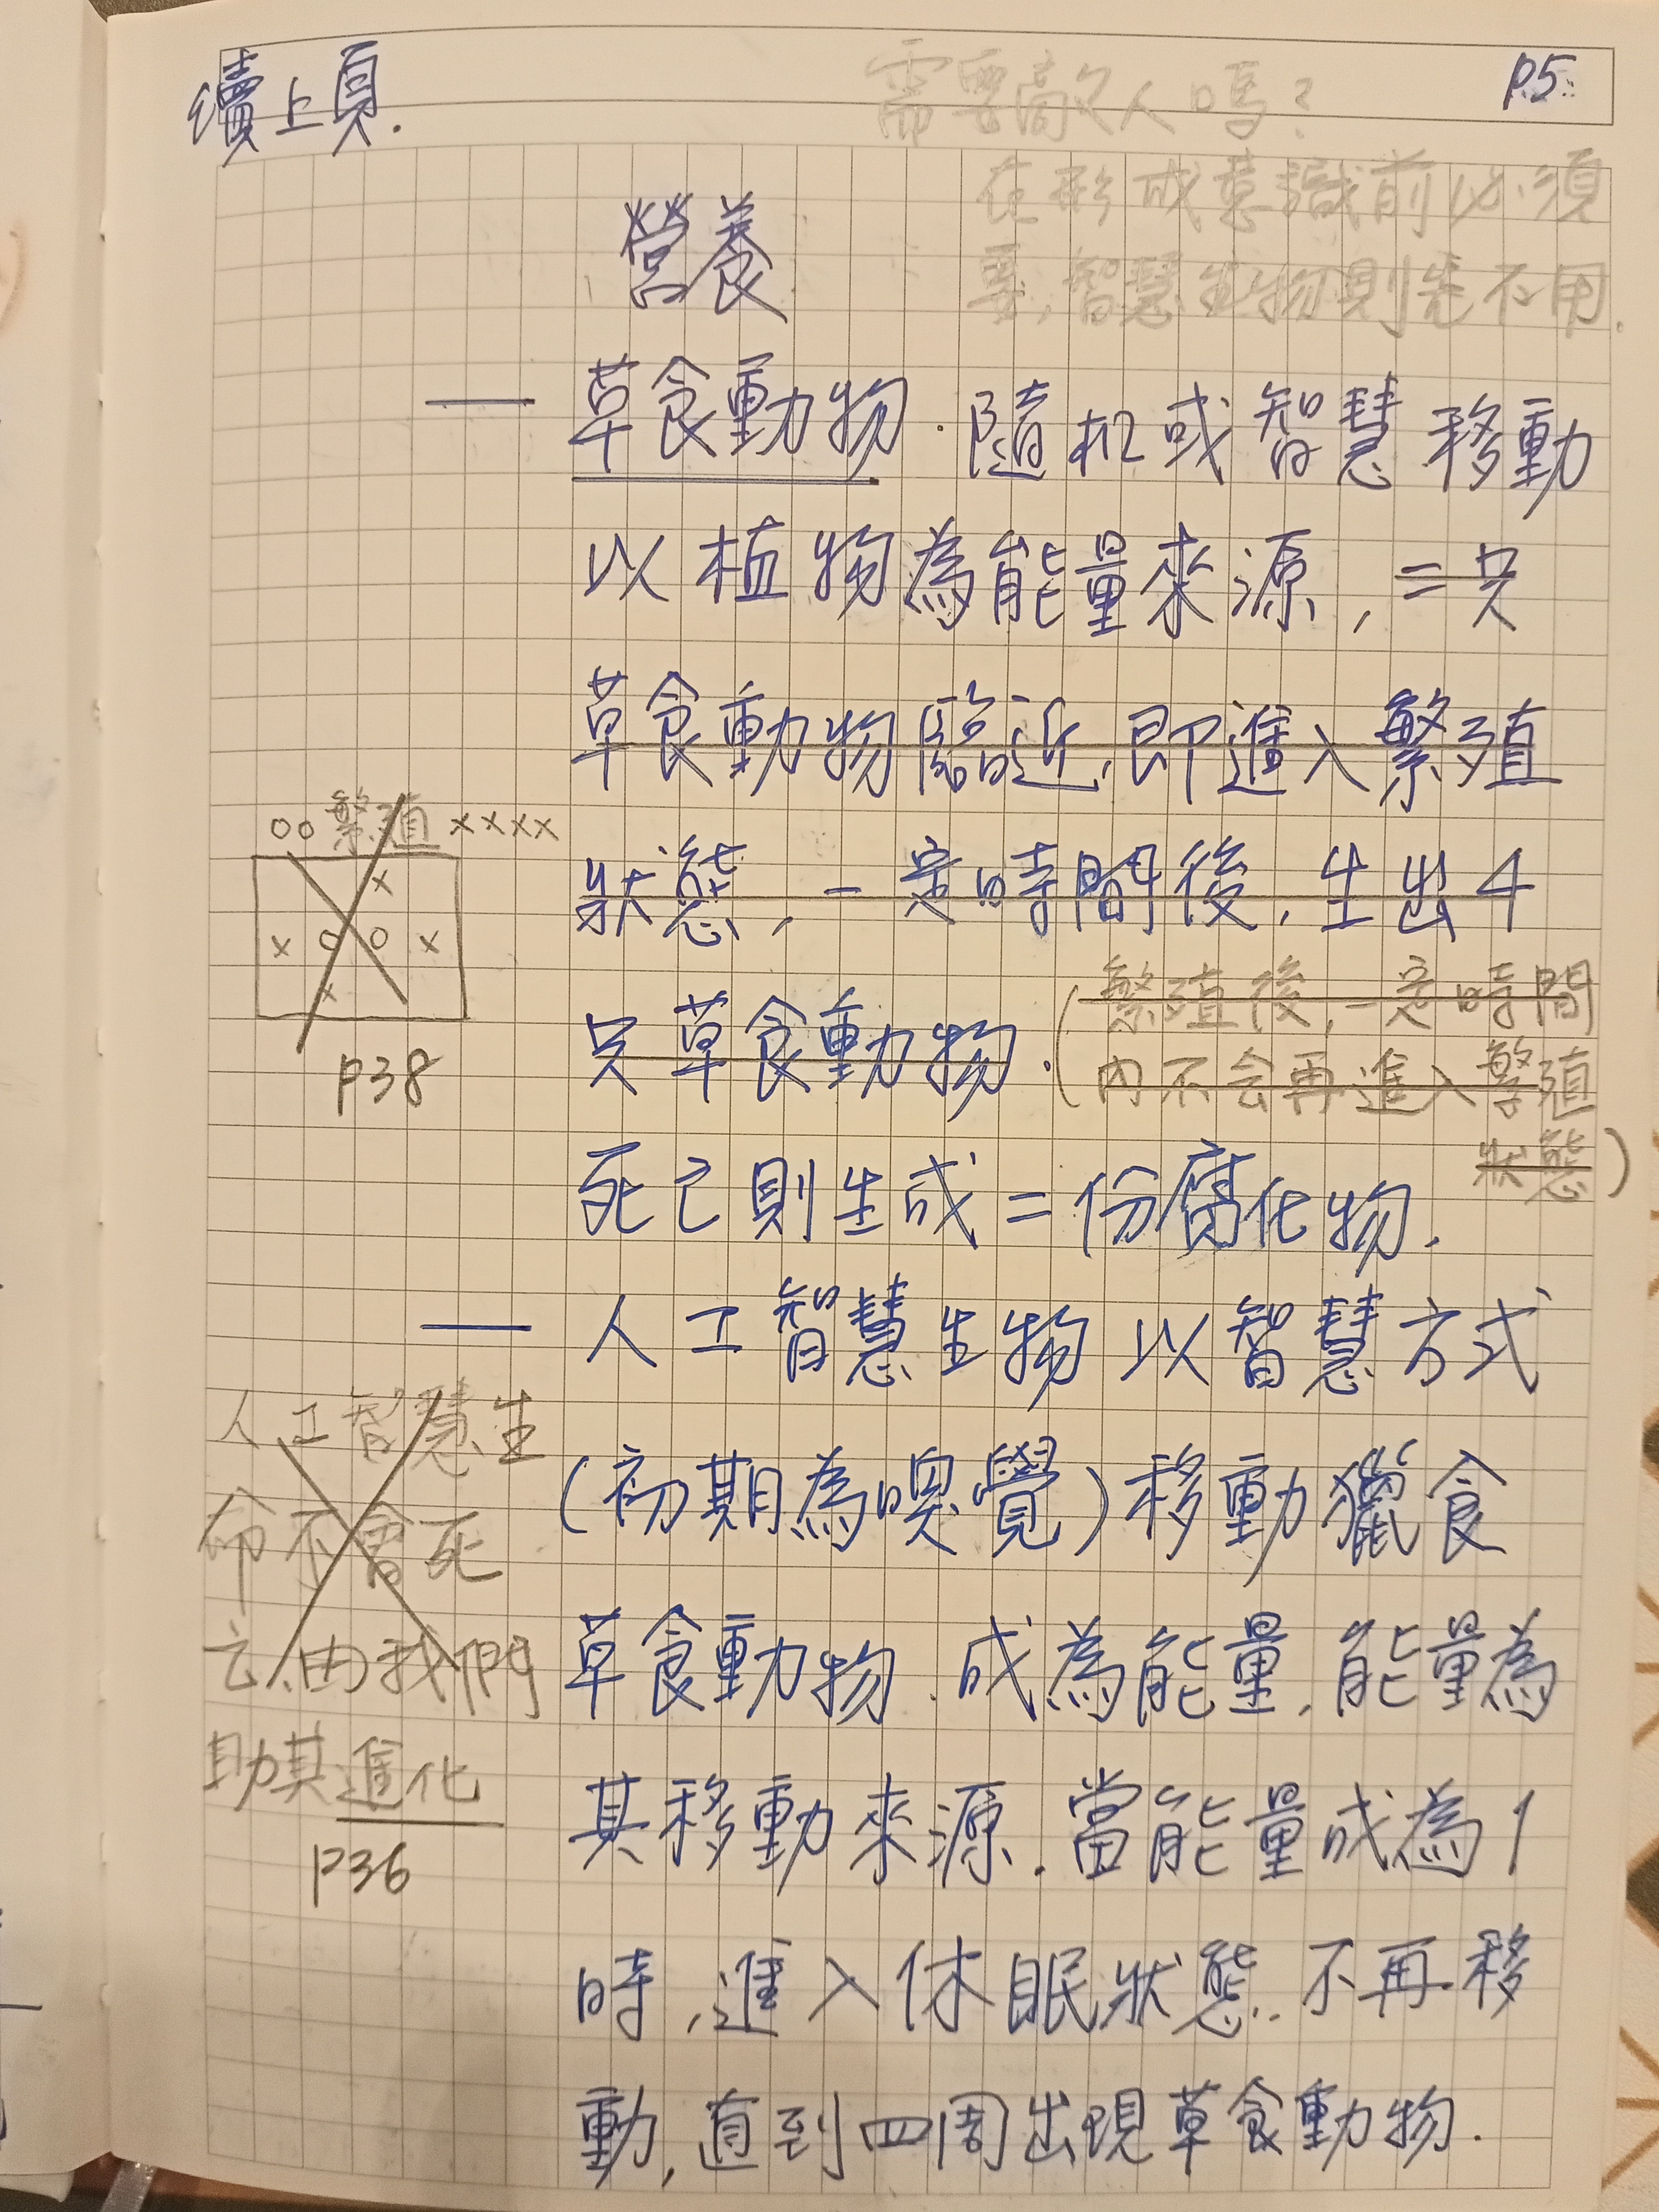 續上頁.
P.5
需要敵人嗎?
在形成意識前必須
要,智慧生物則先不用.
營養
— 草食動物.隨机或智慧移動
以植物為能量來源,=只
草食動物臨近,即進入繁殖
狀態,一定時間後,生出4
只草食動物.
(繁殖後,一定時間
內不会再進入繁殖
狀態)
死亡則生成=份腐化物.
— 人工智慧生物以智慧方式
(初期為嗅覺)移動獵食
草食動物.成為能量,能量為
其移動來源.當能量成為1
時,進入休眠狀態.不再移
動,直到四周出現草食動物.
oo繁殖xxxx
x
x o o x
x
P38
人工智慧生
命不會死
亡.由我們
助其進化
P36